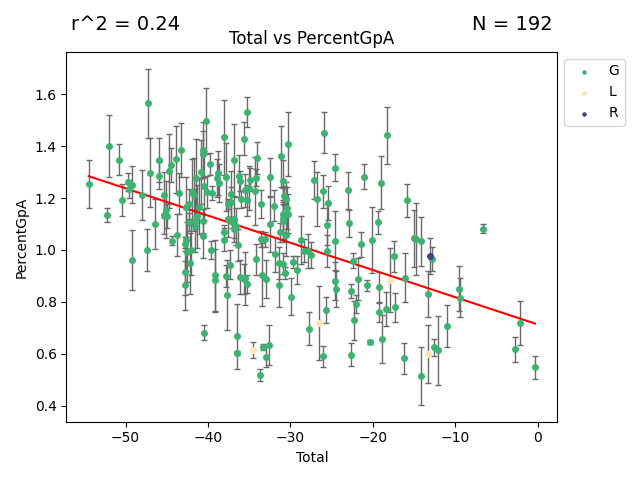 r^2 = 0.24
N = 192
Total vs PercentGpA
G
L
R
1.6
1.4
1.2
1.0
0.8
0.6
0.4
PercentGpA
−50
−40
−30
−20
−10
0
Total